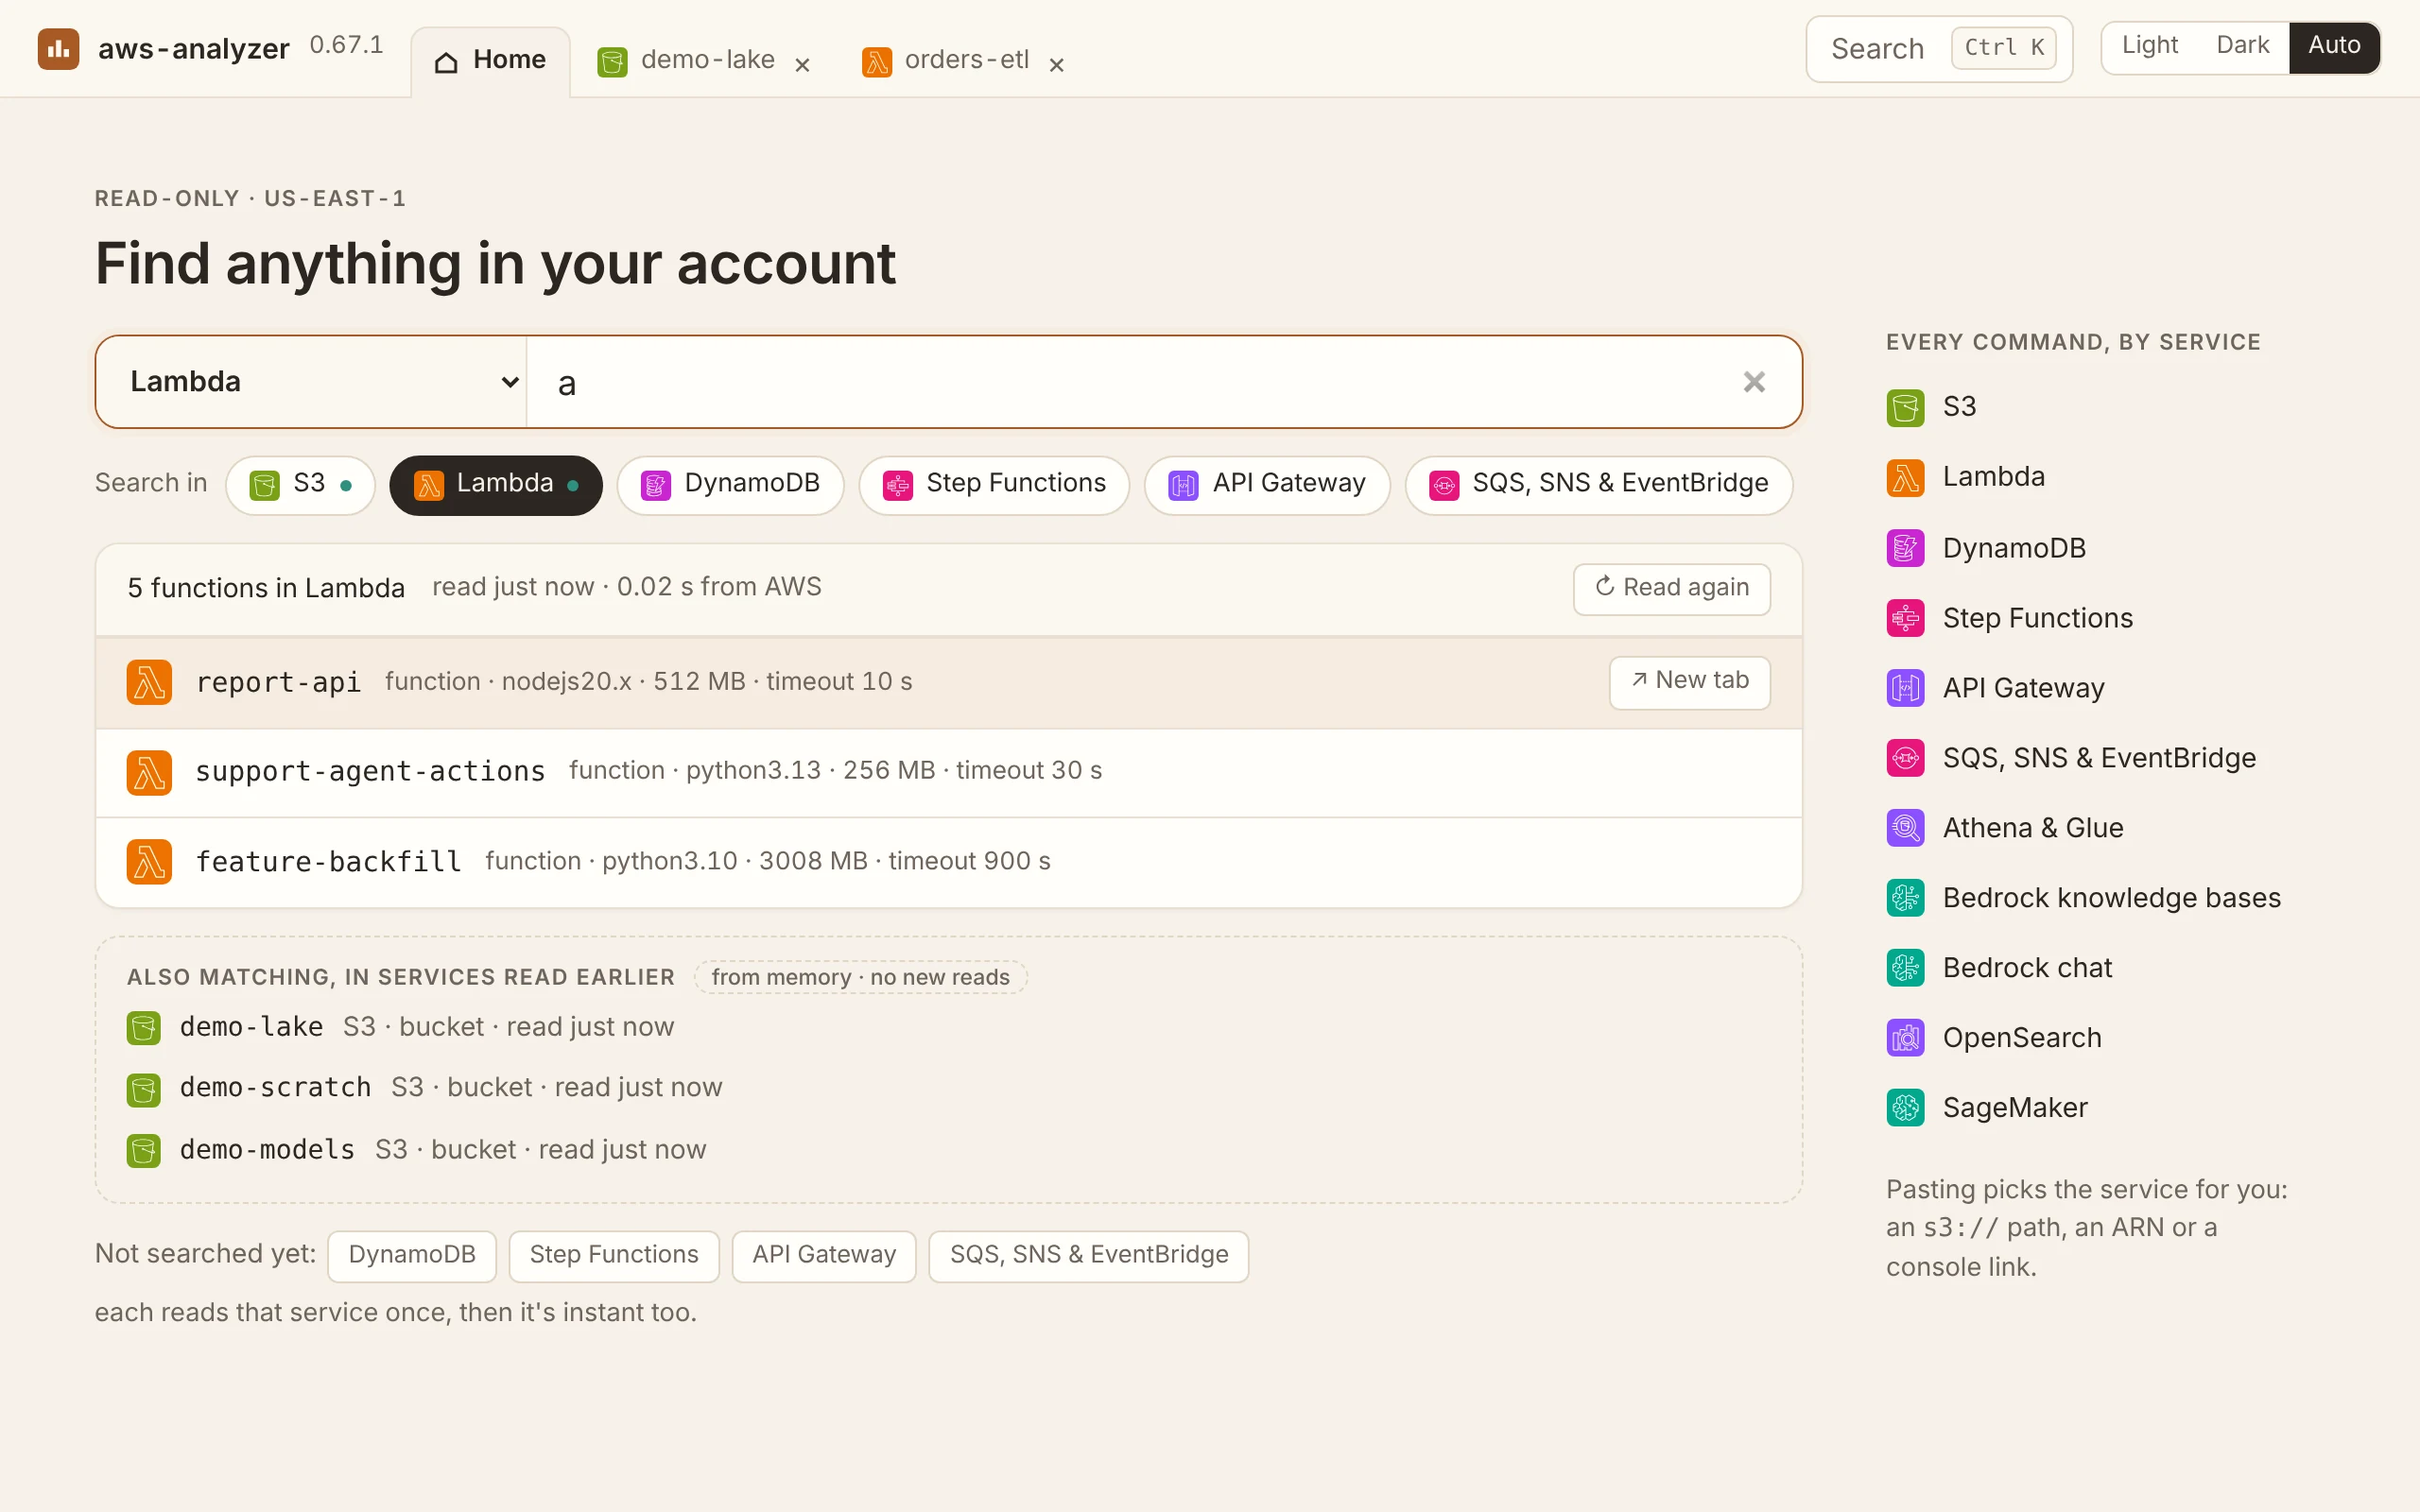 aws-analyzer 0.67.1 Home demo-lake × orders-etl × Search Ctrl K Light Dark Auto
READ-ONLY · US-EAST-1
Find anything in your account
Lambda a ×
Search in S3 Lambda DynamoDB Step Functions API Gateway SQS, SNS & EventBridge
5 functions in Lambda read just now · 0.02 s from AWS ↻ Read again
report-api function · nodejs20.x · 512 MB · timeout 10 s ↗ New tab
support-agent-actions function · python3.13 · 256 MB · timeout 30 s
feature-backfill function · python3.10 · 3008 MB · timeout 900 s
ALSO MATCHING, IN SERVICES READ EARLIER from memory · no new reads
demo-lake S3 · bucket · read just now
demo-scratch S3 · bucket · read just now
demo-models S3 · bucket · read just now
Not searched yet: DynamoDB Step Functions API Gateway SQS, SNS & EventBridge
each reads that service once, then it's instant too.
EVERY COMMAND, BY SERVICE
S3
Lambda
DynamoDB
Step Functions
API Gateway
SQS, SNS & EventBridge
Athena & Glue
Bedrock knowledge bases
Bedrock chat
OpenSearch
SageMaker
Pasting picks the service for you:
an s3:// path, an ARN or a
console link.